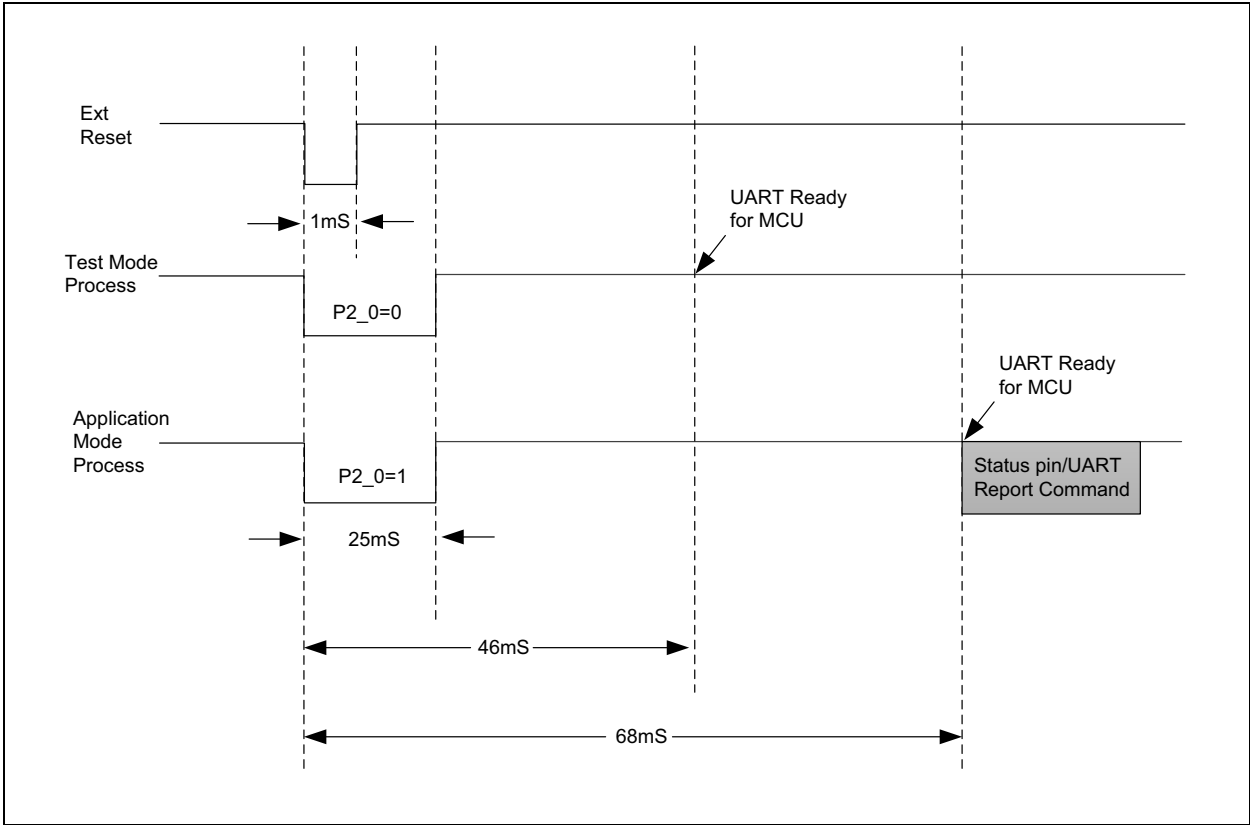 Ext
Reset
1mS
UART Ready
for MCU
Test Mode
Process
P2_0=0
UART Ready
for MCU
Application
Mode
Process
P2_0=1
Status pin/UART
Report Command
25mS
46mS
68mS